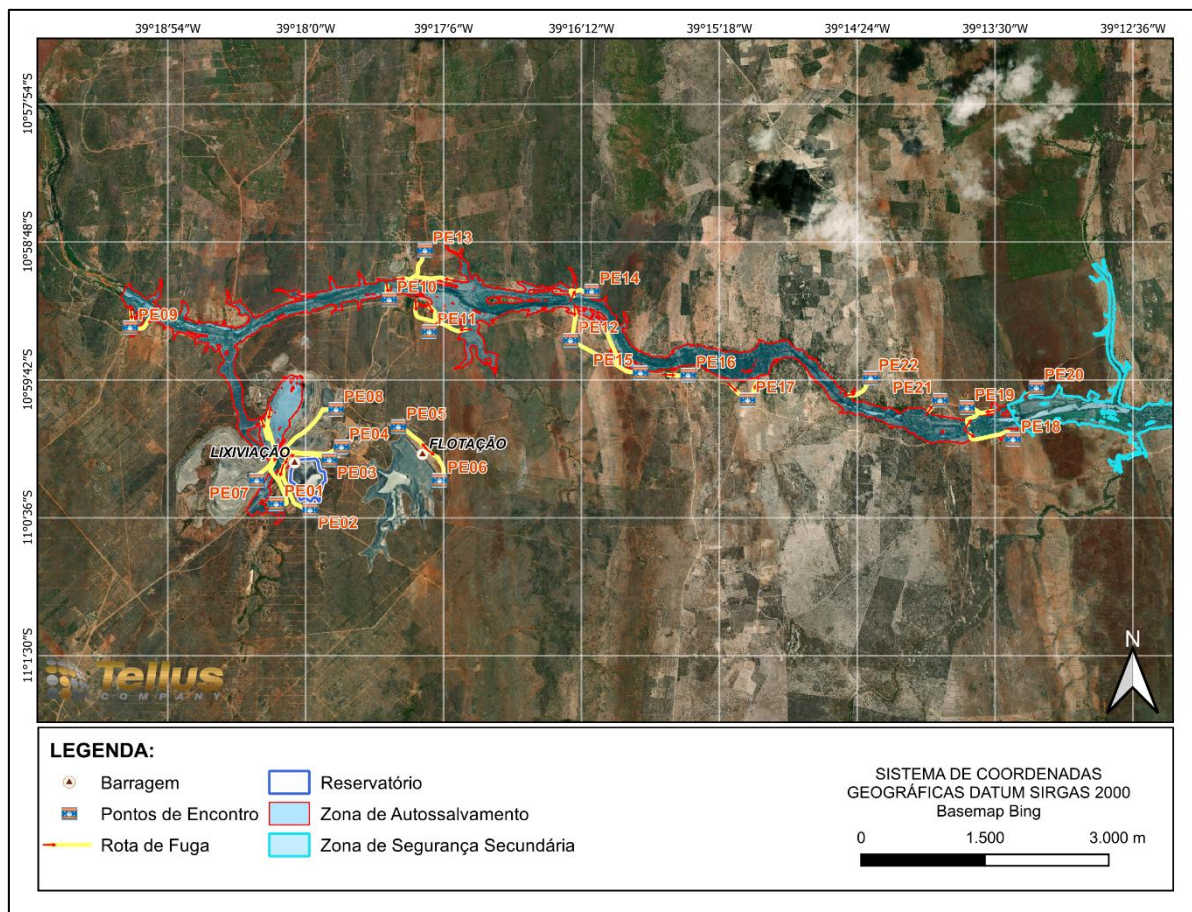 39°18′54″W 39°18′0″W 39°17′6″W 39°16′12″W 39°15′18″W 39°14′24″W 39°13′30″W 39°12′36″W
10°57′54″S
10°58′48″S
10°59′42″S
11°0′36″S
11°1′30″S
PE13
PE10
PE14
PE09
PE11
PE12
PE15
PE16
PE22
PE17
PE21
PE19
PE20
PE18
PE08
PE05
PE04
LIXIVIAÇÃO
FLOTAÇÃO
PE03
PE06
PE07
PE01
PE02
Tellus
COMPANY
N
LEGENDA:
Barragem
Pontos de Encontro
Rota de Fuga
Reservatório
Zona de Autossalvamento
Zona de Segurança Secundária
SISTEMA DE COORDENADAS
GEOGRÁFICAS DATUM SIRGAS 2000
Basemap Bing
0 1.500 3.000 m